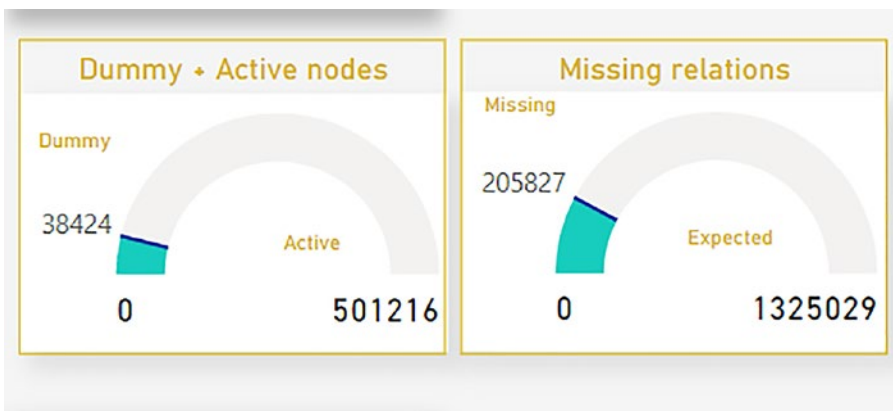 Dummy + Active nodes
Dummy
38424
Active
0
501216
Missing relations
Missing
205827
Expected
0
1325029